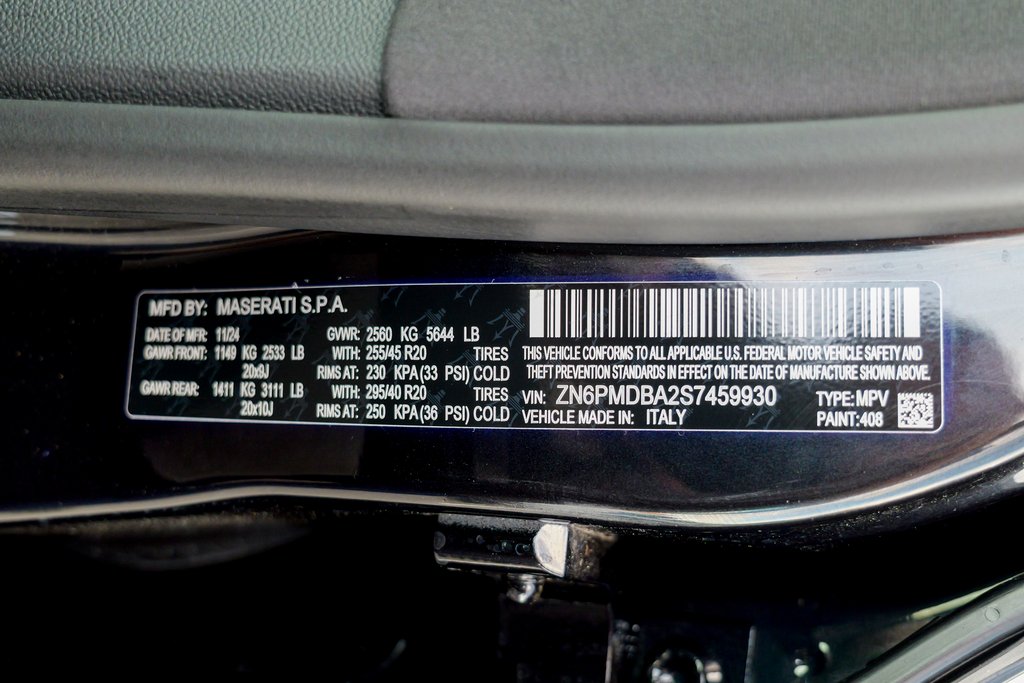 MFD BY: MASERATI S.P.A.
DATE OF MFR: 11/24 GVWR: 2560 KG 5644 LB
GAWR FRONT: 1149 KG 2533 LB WITH: 255/45 R20 TIRES
20x9J RIMS AT: 230 KPA(33 PSI) COLD
GAWR REAR: 1411 KG 3111 LB WITH: 295/40 R20 TIRES
20x10J RIMS AT: 250 KPA(36 PSI) COLD
THIS VEHICLE CONFORMS TO ALL APPLICABLE U.S. FEDERAL MOTOR VEHICLE SAFETY AND
THEFT PREVENTION STANDARDS IN EFFECT ON THE DATE OF MANUFACTURE SHOWN ABOVE.
VIN: ZN6PMDBA2S7459930 TYPE: MPV
VEHICLE MADE IN: ITALY PAINT: 408